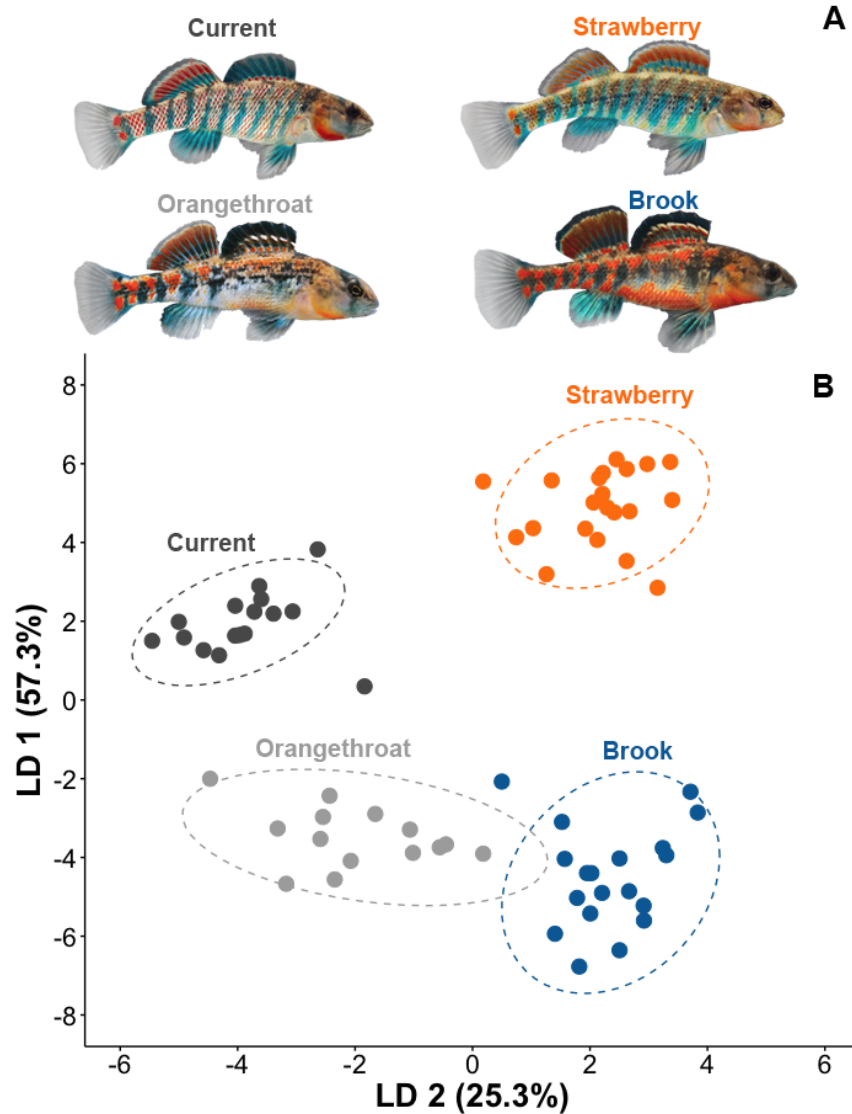 Current
Strawberry
A
Orangethroat
Brook
B
Strawberry
Current
Orangethroat
Brook
8
6
4
2
0
-2
-4
-6
-8
LD 1 (57.3%)
-6
-4
-2
0
2
4
6
LD 2 (25.3%)